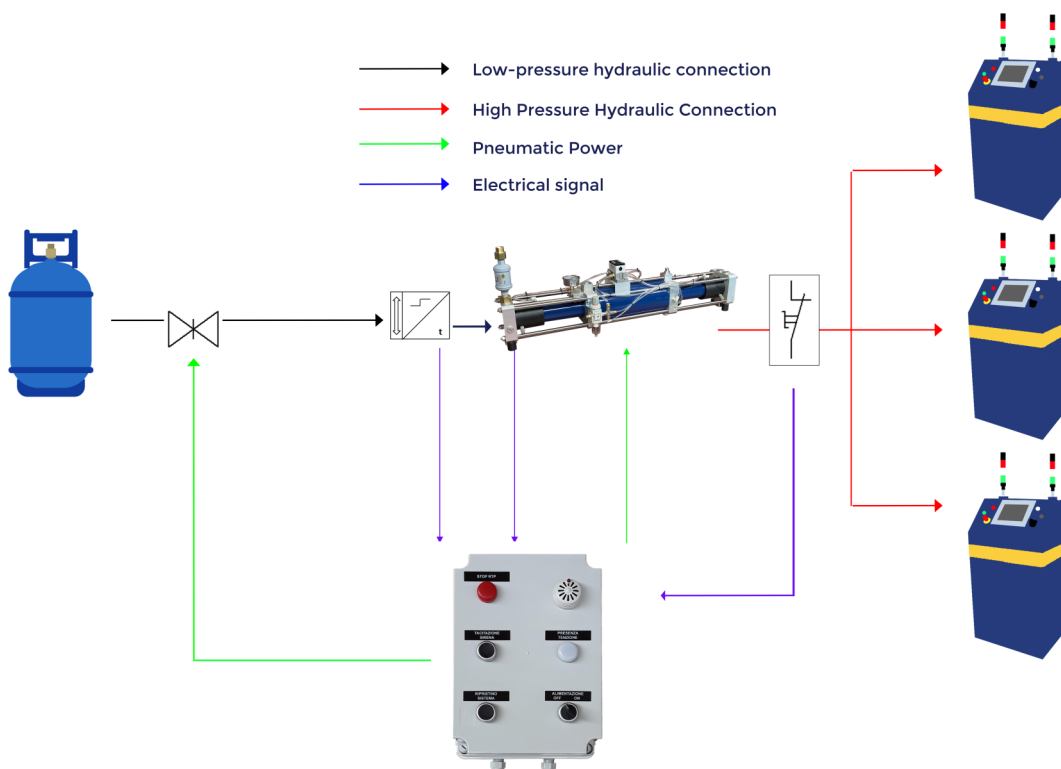 Low-pressure hydraulic connection
High Pressure Hydraulic Connection
Pneumatic Power
Electrical signal
t
STOP RTP
TACITAZIONE
SIRENA
PRESENZA
TENZIONE
RIPRISTINO
SISTEMA
ALIMENTAZIONE
OFF ON